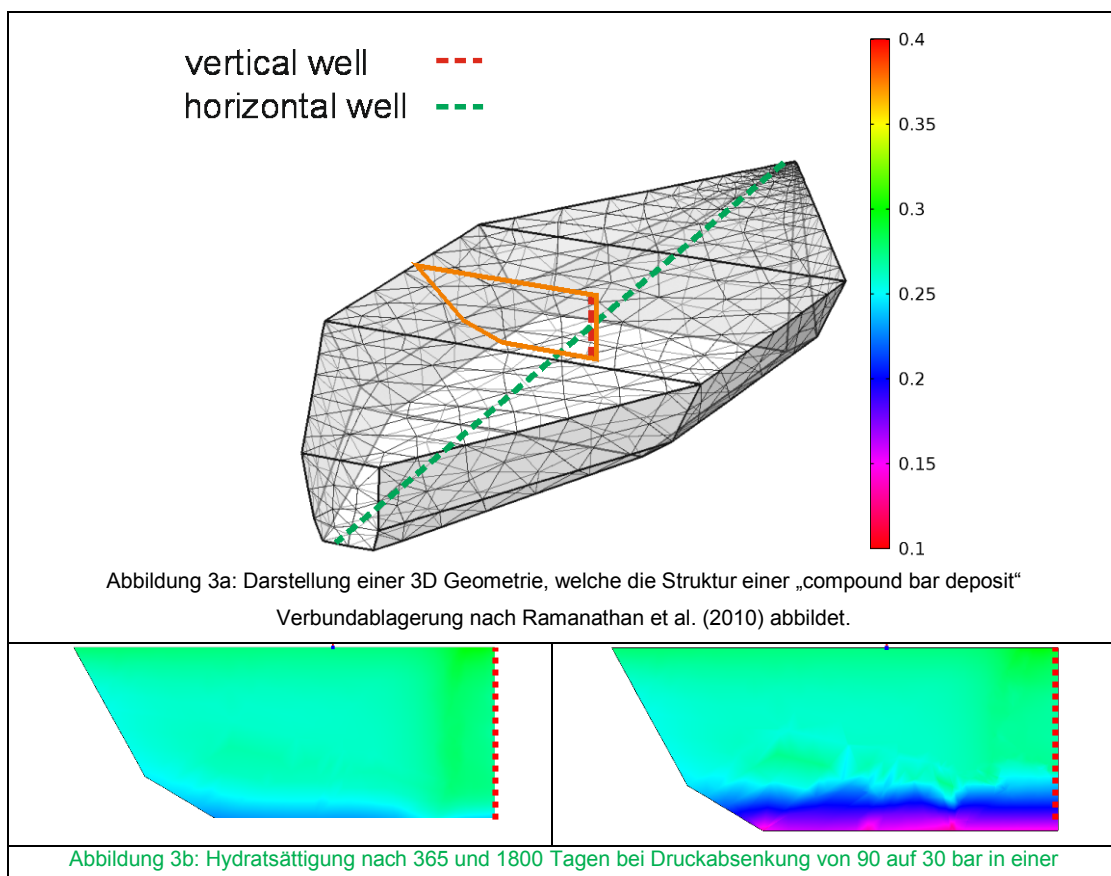 vertical well
horizontal well
0.4
0.35
0.3
0.25
0.2
0.15
0.1
Abbildung 3a: Darstellung einer 3D Geometrie, welche die Struktur einer „compound bar deposit“
Verbundablagerung nach Ramanathan et al. (2010) abbildet.
Abbildung 3b: Hydratsättigung nach 365 und 1800 Tagen bei Druckabsenkung von 90 auf 30 bar in einer